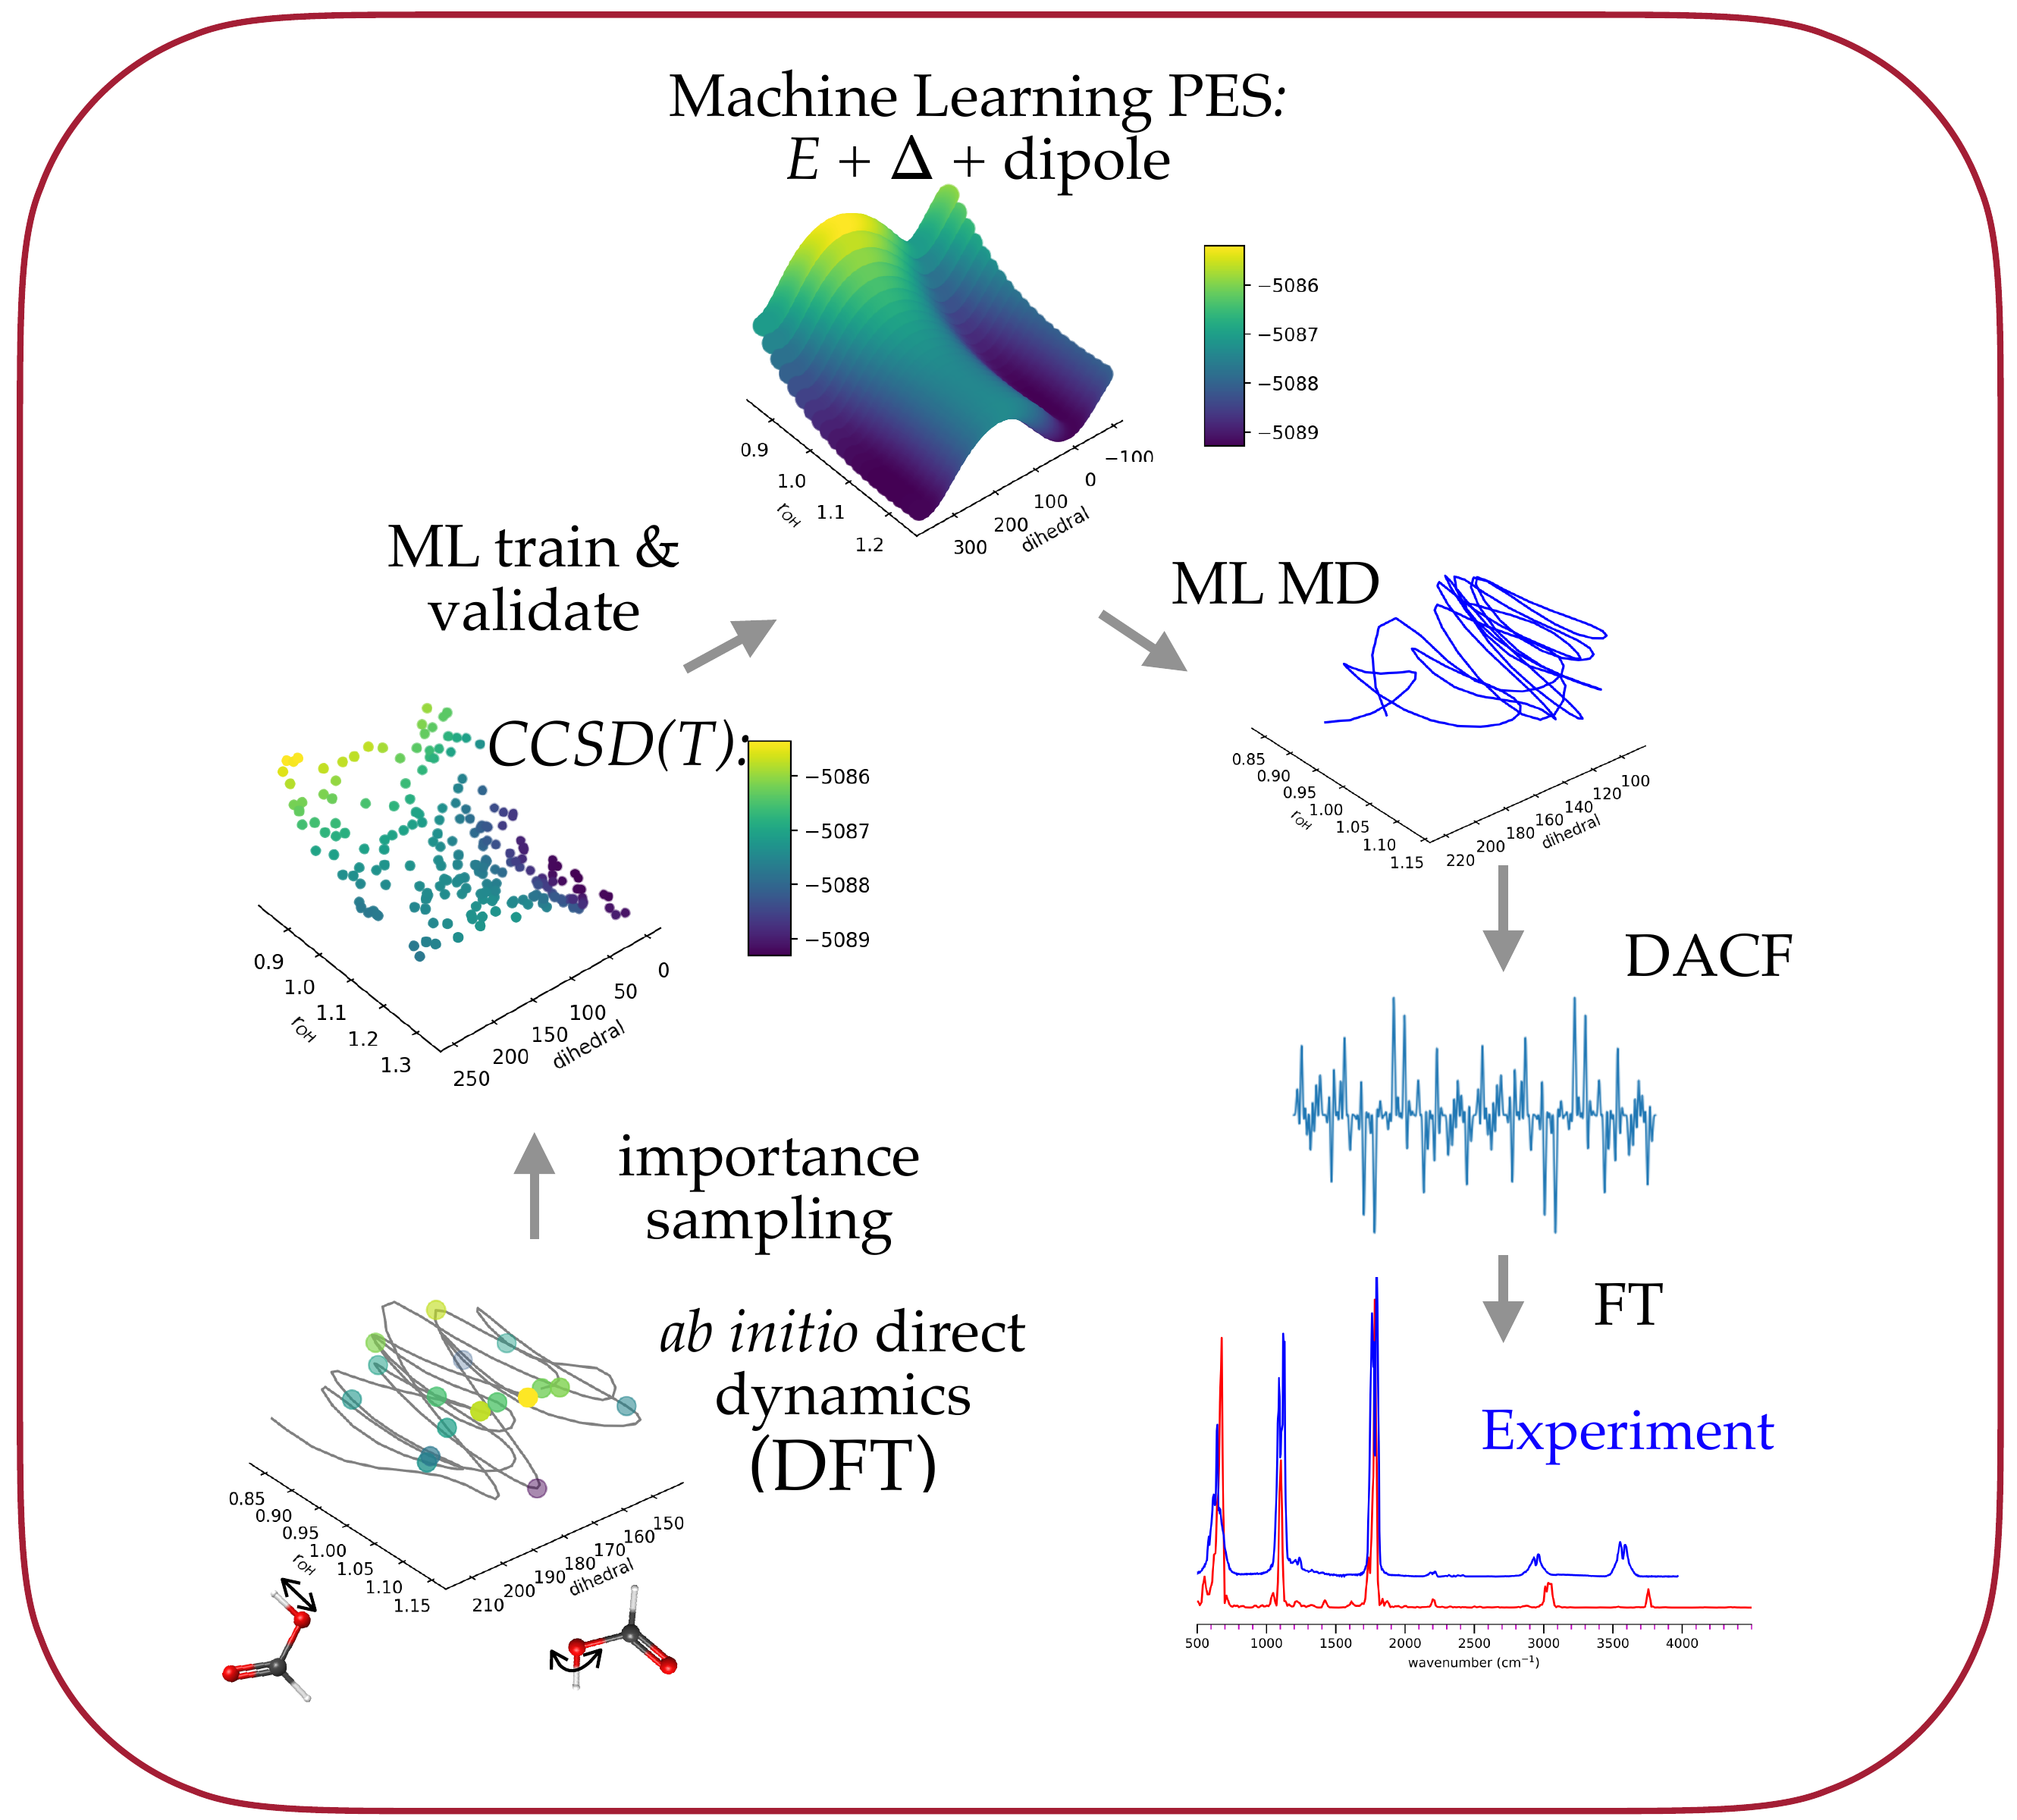 Machine Learning PES:
E + Δ + dipole
−5086
−5087
−5088
−5089
0.9
1.0
1.1
1.2
rOH
−100
0
100
200
300
dihedral
ML train &
validate
ML MD
0.85
0.90
0.95
1.00
1.05
1.10
1.15
rOH
100
120
140
160
180
200
220
dihedral
CCSD(T):
−5086
−5087
−5088
−5089
0.9
1.0
1.1
1.2
1.3
rOH
0
50
100
150
200
250
dihedral
DACF
importance
sampling
FT
ab initio direct
dynamics
(DFT)
0.85
0.90
0.95
1.00
1.05
1.10
1.15
rOH
150
160
170
180
190
200
210
dihedral
Experiment
500 1000 1500 2000 2500 3000 3500 4000
wavenumber (cm⁻¹)